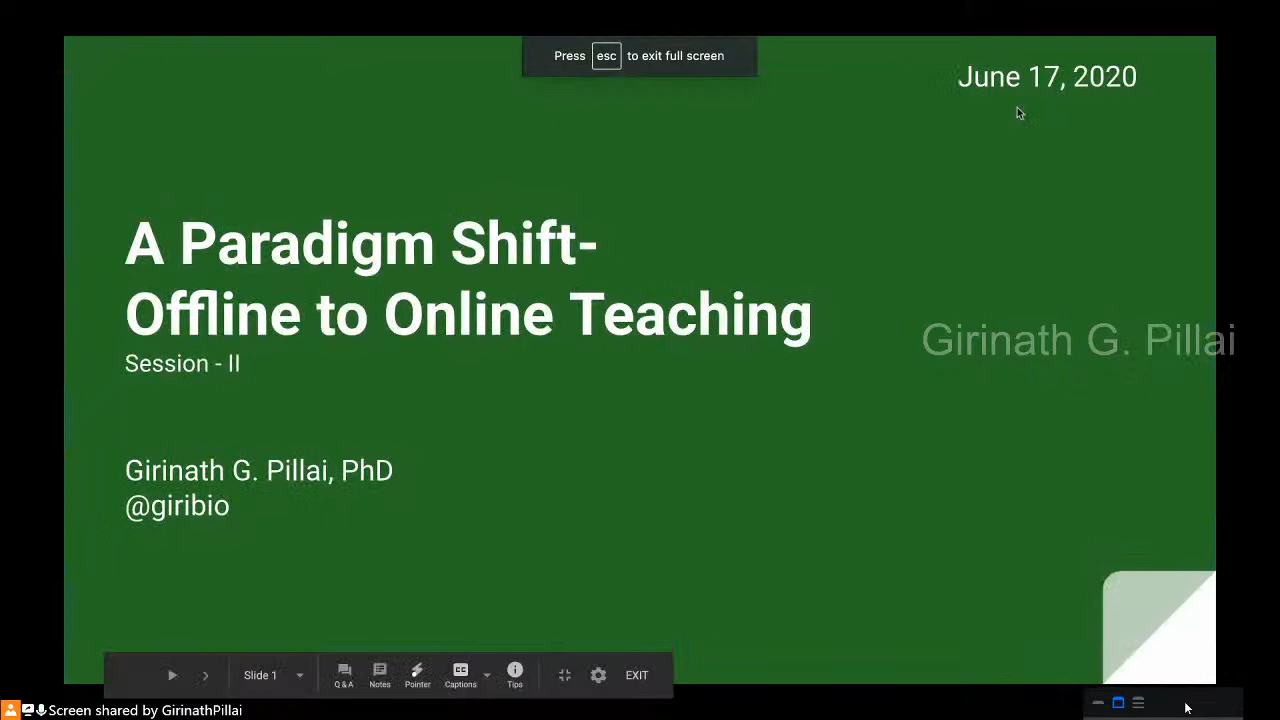 Press esc to exit full screen
June 17, 2020
A Paradigm Shift-
Offline to Online Teaching
Session - II
Girinath G. Pillai
Girinath G. Pillai, PhD
@giribio
Slide 1
Q&A
Notes
Pointer
CC
Captions
Tips
EXIT
Screen shared by GirinathPillai